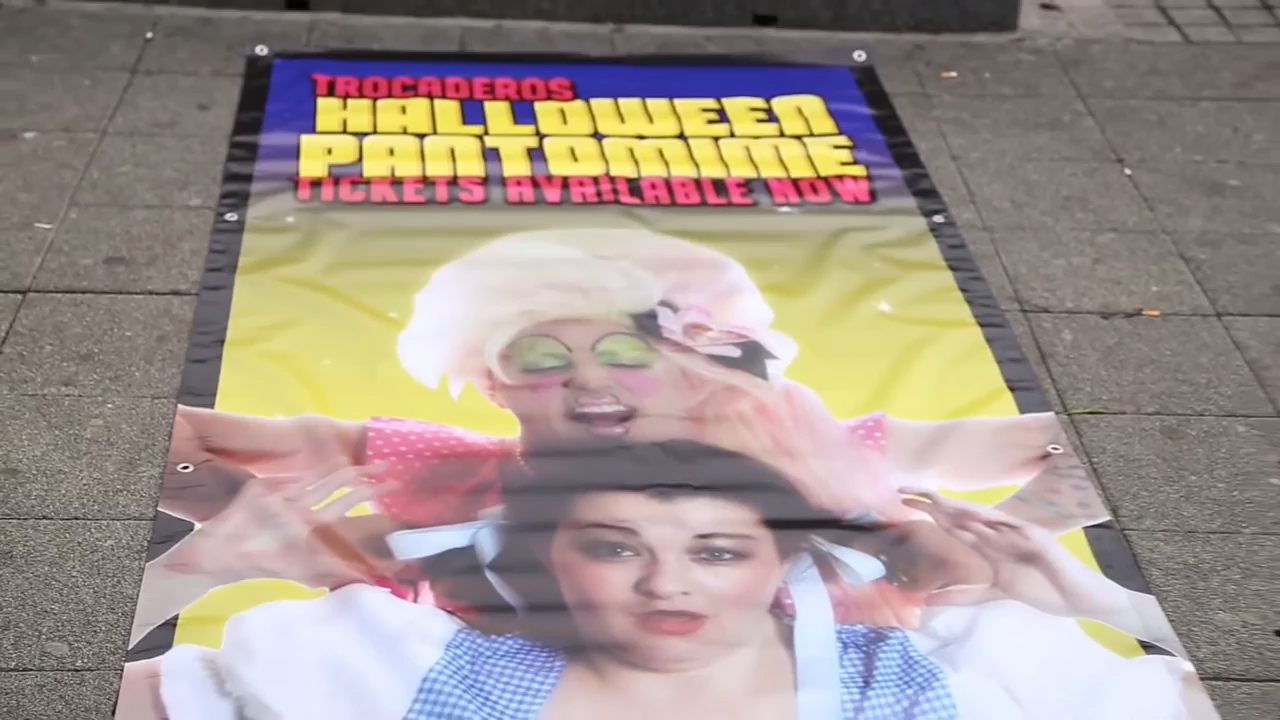 TROCADEROS
HALLOWEEN
PANTOMIME
TICKETS AVAILABLE NOW